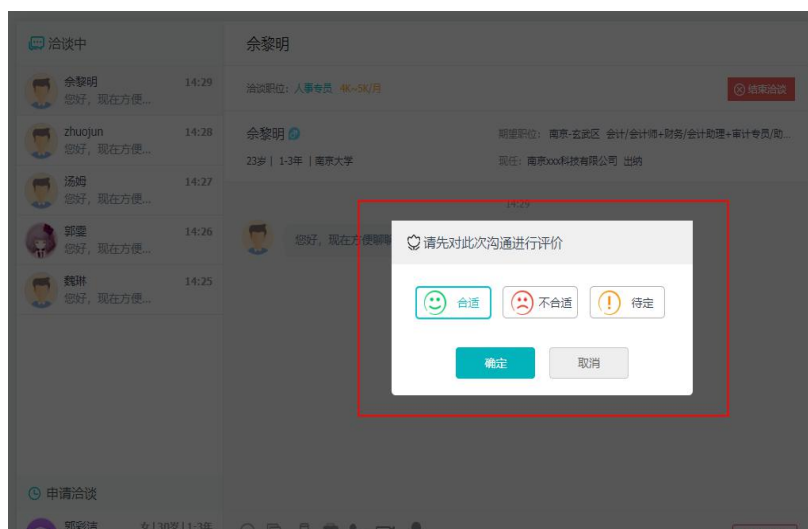 洽谈中
佘黎明
佘黎明 14:29
您好，现在方便...
洽谈职位：人事专员 4K~5K/月
结束洽谈
zhuojun 14:28
您好，现在方便...
佘黎明
期望职位： 南京-玄武区 会计/会计师+财务/会计助理+审计专员/助...
23岁 | 1-3年 | 南京大学
现任：南京xxx科技有限公司 出纳
汤姆 14:27
您好，现在方便...
14:29
郭雯 14:26
您好，现在方便...
您好，现在方便聊
请先对此次沟通进行评价
魏琳 14:25
您好，现在方便...
合适
不合适
待定
确定
取消
申请洽谈
女|30岁|1-3年